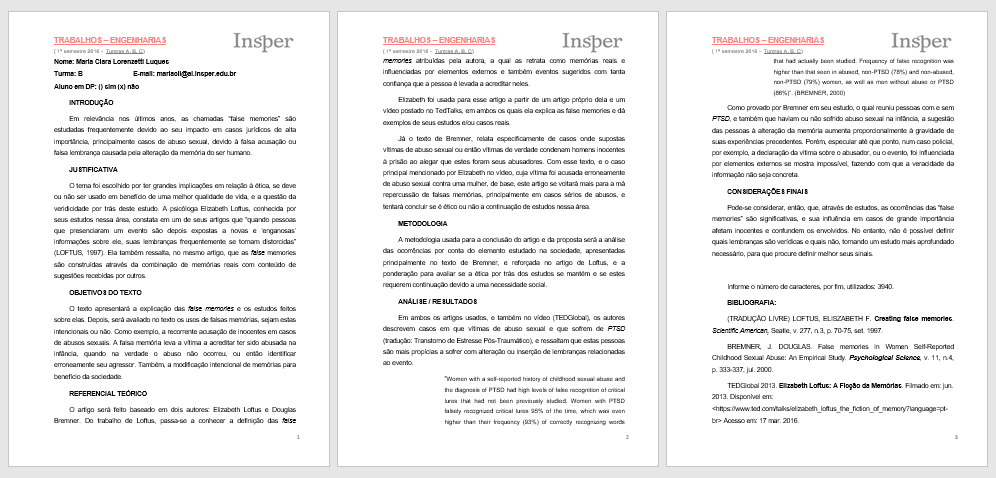 TRABALHOS – ENGENHARIAS
Insper
( 1º semestre 2016 - Turmas A, B, C)
Nome: Maria Clara Lorenzetti Luques
Turma: B E-mail: mariaoli@al.insper.edu.br
Aluno em DP: () sim (x) não
INTRODUÇÃO
Em relevância nos últimos anos, as chamadas "false memories" são
estudadas frequentemente devido ao seu impacto em casos jurídicos de alta
importância, principalmente casos de abuso sexual, devido à falsa acusação ou
falsa lembrança causada pela alteração da memória do ser humano.
JUSTIFICATIVA
O tema foi escolhido por ter grandes implicações em relação à ética, se deve
ou não ser usado em benefício de uma melhor qualidade de vida, e a questão da
veridicidade por trás deste estudo. A psicóloga Elizabeth Loftus, conhecida por
seus estudos nessa área, constata em um de seus artigos que "quando pessoas
que presenciaram um evento são depois expostas a novas e 'enganosas'
informações sobre ele, suas lembranças frequentemente se tornam distorcidas"
(LOFTUS, 1997). Ela também ressalta, no mesmo artigo, que as false memories
são construídas através da combinação de memórias reais com conteúdo de
sugestões recebidas por outros.
OBJETIVOS DO TEXTO
O texto apresentará a explicação das false memories e os estudos feitos
sobre elas. Depois, será avaliado no texto os usos de falsas memórias, sejam estas
intencionais ou não. Como exemplo, a recorrente acusação de inocentes em casos
de abusos sexuais. A falsa memória leva a vítima a acreditar ter sido abusada na
infância, quando na verdade o abuso não ocorreu, ou então identificar
erroneamente seu agressor. Também, a modificação intencional de memórias para
benefício da sociedade.
REFERENCIAL TEÓRICO
O artigo será feito baseado em dois autores: Elizabeth Loftus e Douglas
Bremner. Do trabalho de Loftus, passa-se a conhecer a definição das false
1
TRABALHOS – ENGENHARIAS
Insper
( 1º semestre 2016 - Turmas A, B, C)
memories atribuídas pela autora, a qual as retrata como memórias reais e
influenciadas por elementos externos e também eventos sugeridos com tanta
confiança que a pessoa é levada a acreditar neles.
Elizabeth foi usada para esse artigo a partir de um artigo próprio dela e um
vídeo postado no TedTalks, em ambos os quais ela explica as false memories e dá
exemplos de seus estudos e/ou casos reais.
Já o texto de Bremner, relata especificamente de casos onde supostas
vítimas de abuso sexual ou então vítimas de verdade condenam homens inocentes
à prisão ao alegar que estes foram seus abusadores. Com esse texto, e o caso
principal mencionado por Elizabeth no vídeo, cuja vítima foi acusada erroneamente
de abuso sexual contra uma mulher, de base, este artigo se voltará mais para a má
repercussão de falsas memórias, principalmente em casos sérios de abusos, e
tentará concluir se é ético ou não a continuação de estudos nessa área.
METODOLOGIA
A metodologia usada para a conclusão do artigo e da proposta será a análise
das ocorrências por conta do elemento estudado na sociedade, apresentadas
principalmente no texto de Bremner, e reforçada no artigo de Loftus, e a
ponderação para avaliar se a ética por trás dos estudos se mantém e se estes
requerem continuação devido a uma necessidade social.
ANÁLISE / RESULTADOS
Em ambos os artigos usados, e também no vídeo (TEDGlobal), os autores
descrevem casos em que vítimas de abuso sexual e que sofrem de PTSD
(tradução: Transtorno de Estresse Pós-Traumático), e ressaltam que estas pessoas
são mais propícias a sofrer com alteração ou inserção de lembranças relacionadas
ao evento.
"Women with a self-reported history of childhood sexual abuse and
the diagnosis of PTSD had high levels of false recognition of critical
lures that had not been previously studied. Women with PTSD
falsely recognized critical lures 95% of the time, which was even
higher than their frequency (93%) of correctly recognizing words
2
TRABALHOS – ENGENHARIAS
Insper
( 1º semestre 2016 - Turmas A, B, C)
that had actually been studied. Frequency of false recognition was
higher than that seen in abused, non-PTSD (78%) and non-abused,
non-PTSD (79%) women, as well as men without abuse or PTSD
(86%)". (BREMNER, 2000)
Como provado por Bremner em seu estudo, o qual reuniu pessoas com e sem
PTSD, e também que haviam ou não sofrido abuso sexual na infância, a sugestão
das pessoas à alteração da memória aumenta proporcionalmente à gravidade de
suas experiências precedentes. Porém, especular até que ponto, num caso policial,
por exemplo, a declaração da vítima sobre o abusador, ou o evento, foi influenciada
por elementos externos se mostra impossível, fazendo com que a veracidade da
informação não seja concreta.
CONSIDERAÇÕES FINAIS
Pode-se considerar, então, que, através de estudos, as ocorrências das "false
memories" são significativas, e sua influência em casos de grande importância
afetam inocentes e confundem os envolvidos. No entanto, não é possível definir
quais lembranças são verídicas e quais não, tornando um estudo mais aprofundado
necessário, para que procure definir melhor seus sinais.
Informe o número de caracteres, por fim, utilizados: 3940.
BIBLIOGRAFIA:
(TRADUÇÃO LIVRE) LOFTUS, ELISZABETH F. Creating false memories.
Scientific American, Seatle, v. 277, n.3, p. 70-75, set. 1997.
BREMNER, J. DOUGLAS. False memories in Women Self-Reported
Childhood Sexual Abuse: An Empirical Study. Psychological Science, v. 11, n.4,
p. 333-337, jul. 2000.
TEDGlobal 2013. Elizabeth Loftus: A Ficção da Memórias. Filmado em: jun.
2013. Disponível em:
<https://www.ted.com/talks/elizabeth_loftus_the_fiction_of_memory?language=pt-
br> Acesso em: 17 mar. 2016.
3